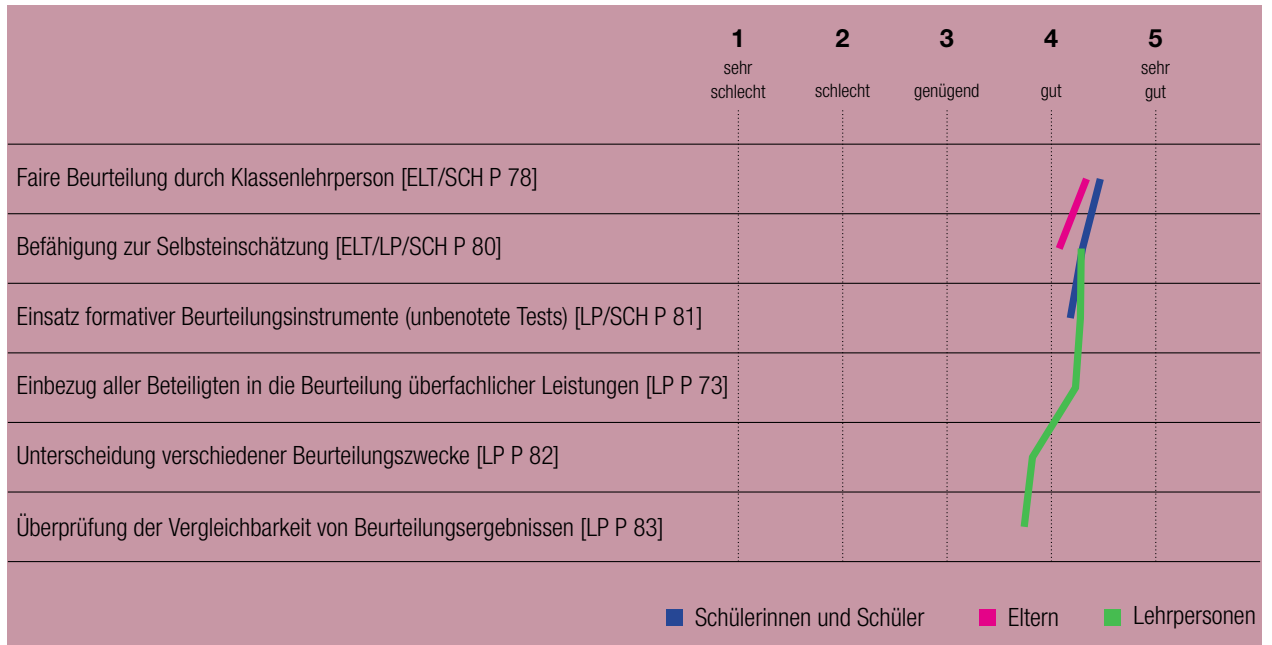 1 2 3 4 5
sehr schlecht schlecht genügend gut sehr gut
Faire Beurteilung durch Klassenlehrperson [ELT/SCH P 78]
Befähigung zur Selbsteinschätzung [ELT/LP/SCH P 80]
Einsatz formativer Beurteilungsinstrumente (unbenotete Tests) [LP/SCH P 81]
Einbezug aller Beteiligten in die Beurteilung überfachlicher Leistungen [LP P 73]
Unterscheidung verschiedener Beurteilungszwecke [LP P 82]
Überprüfung der Vergleichbarkeit von Beurteilungsergebnissen [LP P 83]
Schülerinnen und Schüler Eltern Lehrpersonen